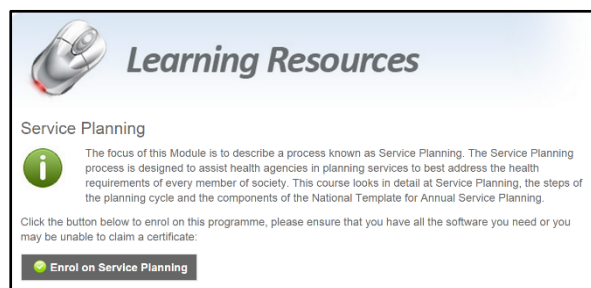 Learning Resources
Service Planning
The focus of this Module is to describe a process known as Service Planning. The Service Planning
process is designed to assist health agencies in planning services to best address the health
requirements of every member of society. This course looks in detail at Service Planning, the steps of
the planning cycle and the components of the National Template for Annual Service Planning.
Click the button below to enrol on this programme, please ensure that you have all the software you need or you
may be unable to claim a certificate:
Enrol on Service Planning